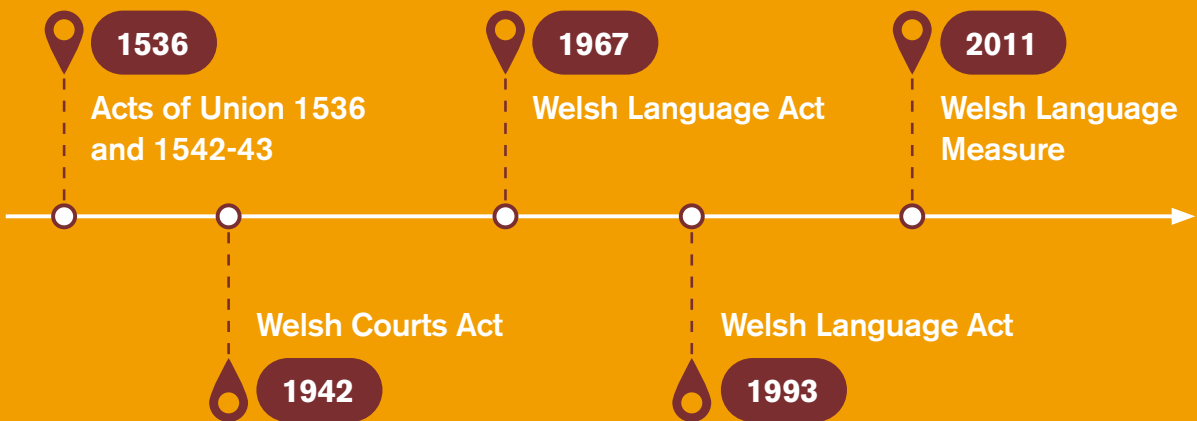 1536
Acts of Union 1536
and 1542-43
1967
Welsh Language Act
2011
Welsh Language
Measure
Welsh Courts Act
1942
Welsh Language Act
1993